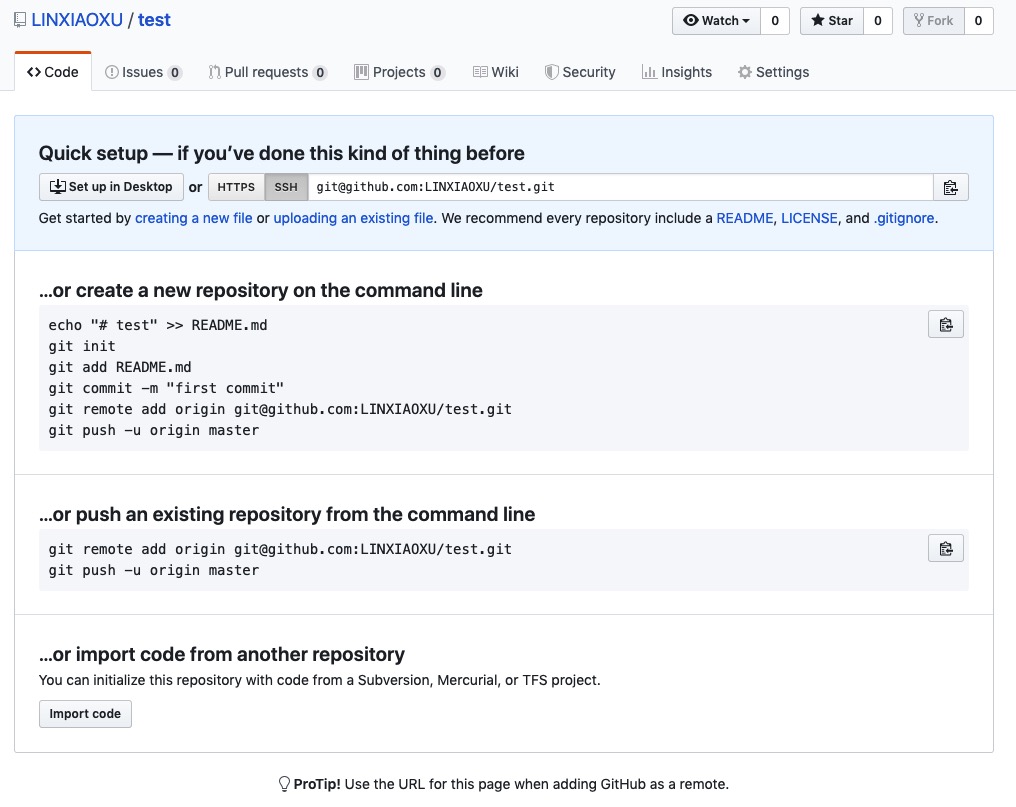 LINXIAOXU / test
Watch 0 Star 0 Fork 0
Code Issues 0 Pull requests 0 Projects 0 Wiki Security Insights Settings
Quick setup — if you’ve done this kind of thing before
Set up in Desktop or HTTPS SSH git@github.com:LINXIAOXU/test.git
Get started by creating a new file or uploading an existing file. We recommend every repository include a README, LICENSE, and .gitignore.
…or create a new repository on the command line
echo "# test" >> README.md
git init
git add README.md
git commit -m "first commit"
git remote add origin git@github.com:LINXIAOXU/test.git
git push -u origin master
…or push an existing repository from the command line
git remote add origin git@github.com:LINXIAOXU/test.git
git push -u origin master
…or import code from another repository
You can initialize this repository with code from a Subversion, Mercurial, or TFS project.
Import code
ProTip! Use the URL for this page when adding GitHub as a remote.